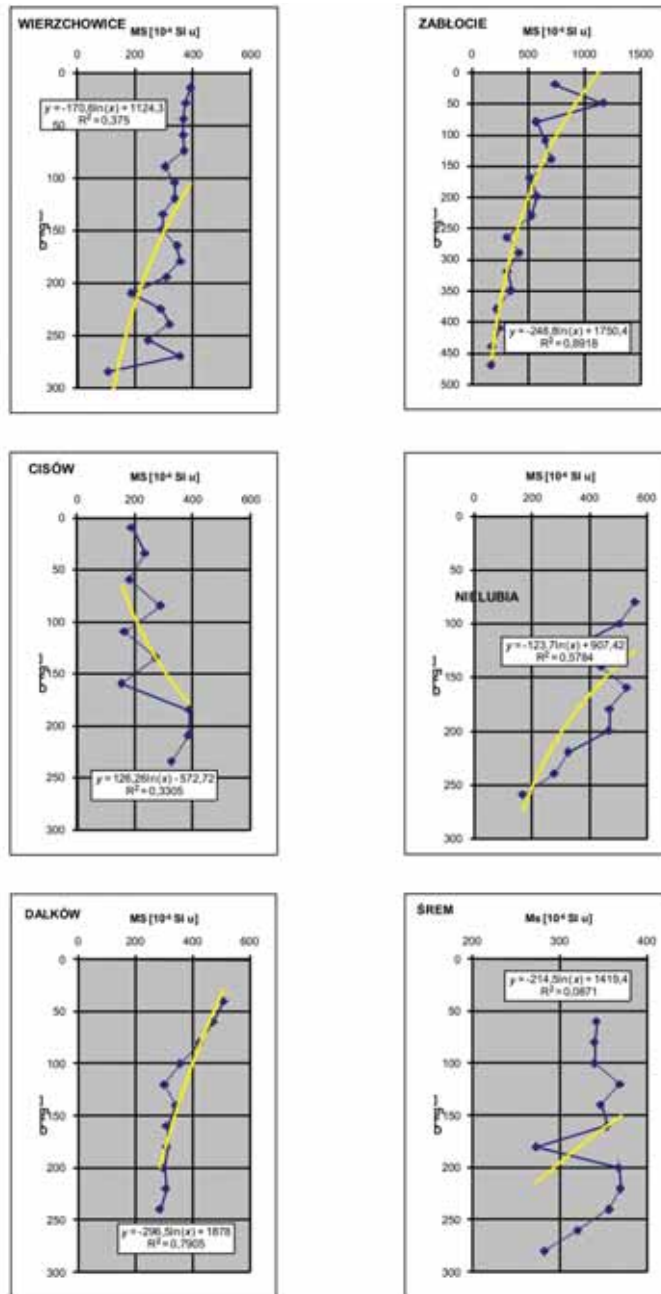 WIERZCHOWICE
MS [10⁻⁶ SI u]
0 200 400 600
0
50
100
150
200
250
300
y=-170,6ln(x) + 1124,3
R² = 0,375
ZABŁOCIE
MS [10⁻⁶ SI u]
0 500 1000 1500
0
50
100
150
200
250
300
350
400
450
500
y=-248,8ln(x) + 1750,4
R² = 0,8918
CISÓW
MS [10⁻⁶ SI u]
0 200 400 600
0
50
100
150
200
250
300
y = 126,26ln(x) - 572,72
R² = 0,3305
MS [10⁻⁶ SI u]
0 200 400 600
0
50
100
150
200
250
300
NIELUBIA
y=-123,7ln(x) + 907,42
R² = 0,5784
DALKÓW
MS [10⁻⁶ SI u]
0 200 400 600
0
50
100
150
200
250
300
y=-296,5ln(x) + 1878
R² = 0,7905
ŚREM
Ms [10⁻⁶ SI u]
200 300 400
0
50
100
150
200
250
300
y=-214,5ln(x) + 1419,4
R² = 0,0871